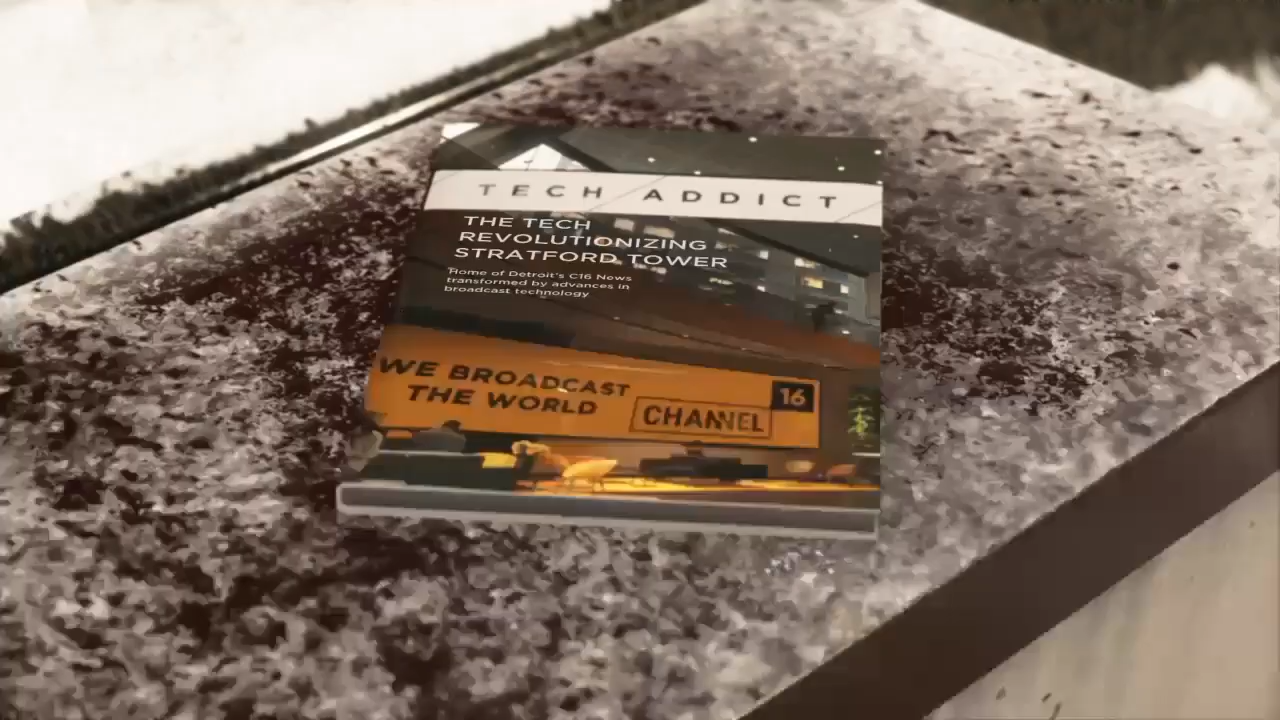 TECH ADDICT
THE TECH
REVOLUTIONIZING
STRATFORD TOWER
Home of Detroit's C16 News
transformed by advances in
broadcast technology
WE BROADCAST
THE WORLD
CHANNEL 16